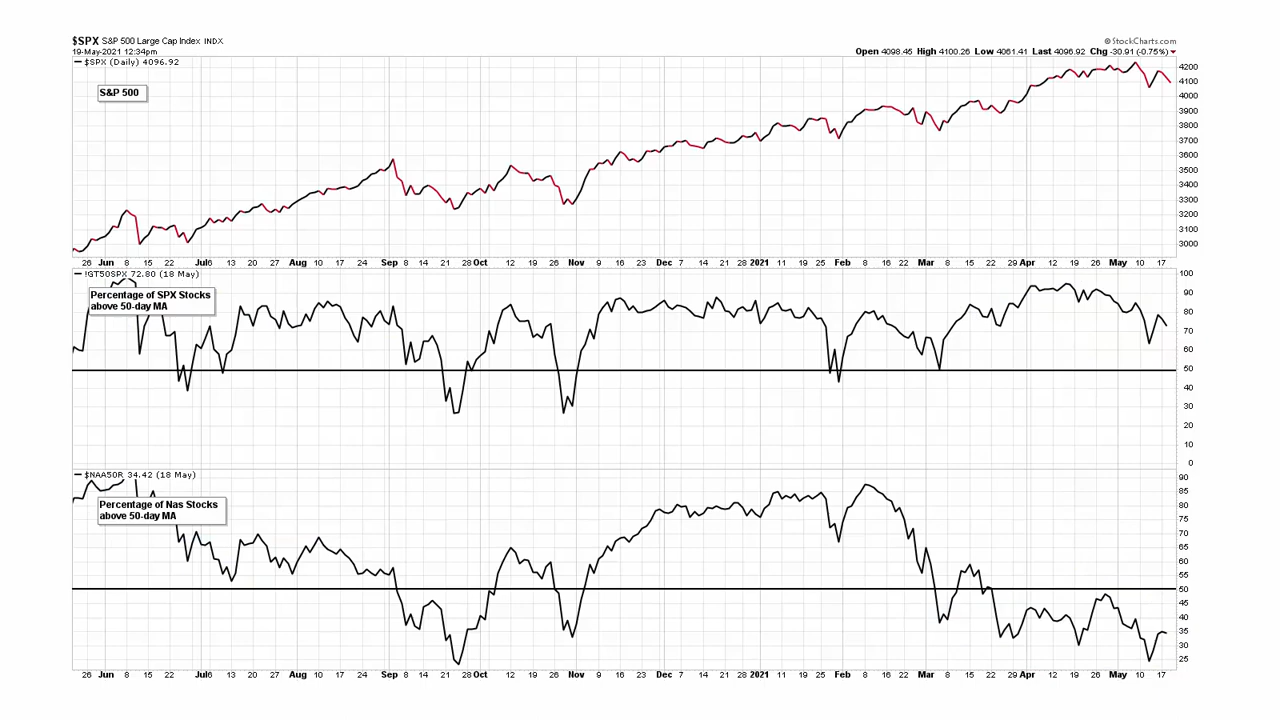 $SPX S&P 500 Large Cap Index INDX
© StockCharts.com
19-May-2021 12:34pm
Open 4098.45 High 4100.26 Low 4061.41 Last 4096.92 Chg -30.91 (-0.75%)
$SPX (Daily) 4096.92
S&P 500
4200
4100
4000
3900
3800
3700
3600
3500
3400
3300
3200
3100
3000
26 Jun 8 15 22 Jul 6 13 20 27 Aug 10 17 24 Sep 8 14 21 28 Oct 12 19 26 Nov 9 16 23 Dec 7 14 21 2021 11 19 25 Feb 8 16 22 Mar 8 15 22 29 Apr 12 19 26 May 10 17
!GT50SPX 72.80 (18 May)
Percentage of SPX Stocks
above 50-day MA
100
90
80
70
60
50
40
30
20
10
0
$NAA50R 34.42 (18 May)
Percentage of Nas Stocks
above 50-day MA
90
85
80
75
70
65
60
55
50
45
40
35
30
25
26 Jun 8 15 22 Jul 6 13 20 27 Aug 10 17 24 Sep 8 14 21 28 Oct 12 19 26 Nov 9 16 23 Dec 7 14 21 2021 11 19 25 Feb 8 16 22 Mar 8 15 22 29 Apr 12 19 26 May 10 17